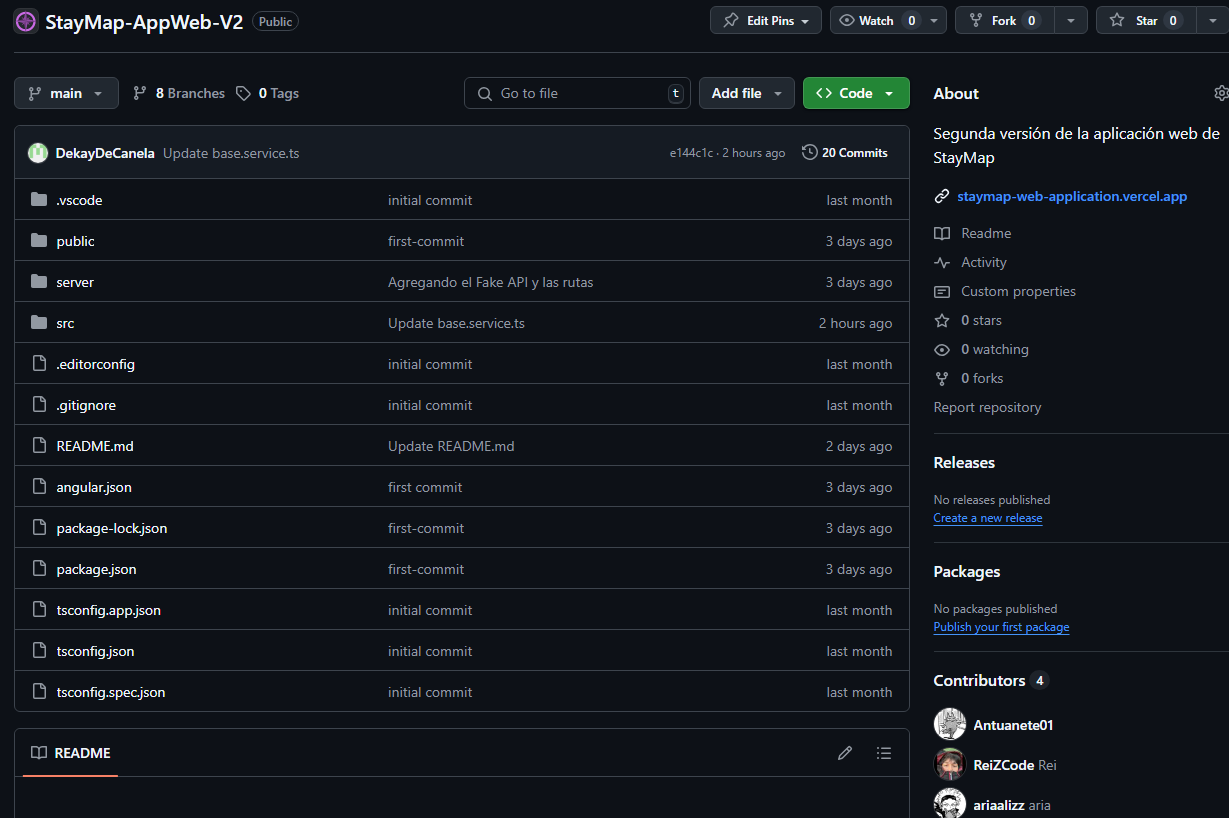 StayMap-AppWeb-V2 Public Edit Pins Watch 0 Fork 0 Star 0
main 8 Branches 0 Tags Go to file t Add file Code
DekayDeCanela Update base.service.ts e144c1c · 2 hours ago 20 Commits
.vscode initial commit last month
public first-commit 3 days ago
server Agregando el Fake API y las rutas 3 days ago
src Update base.service.ts 2 hours ago
.editorconfig initial commit last month
.gitignore initial commit last month
README.md Update README.md 2 days ago
angular.json first commit 3 days ago
package-lock.json first-commit 3 days ago
package.json first-commit 3 days ago
tsconfig.app.json initial commit last month
tsconfig.json initial commit last month
tsconfig.spec.json initial commit last month
README
About
Segunda versión de la aplicación web de
StayMap
staymap-web-application.vercel.app
Readme
Activity
Custom properties
0 stars
0 watching
0 forks
Report repository
Releases
No releases published
Create a new release
Packages
No packages published
Publish your first package
Contributors 4
Antuanete01
ReiZCode Rei
ariaalizz aria